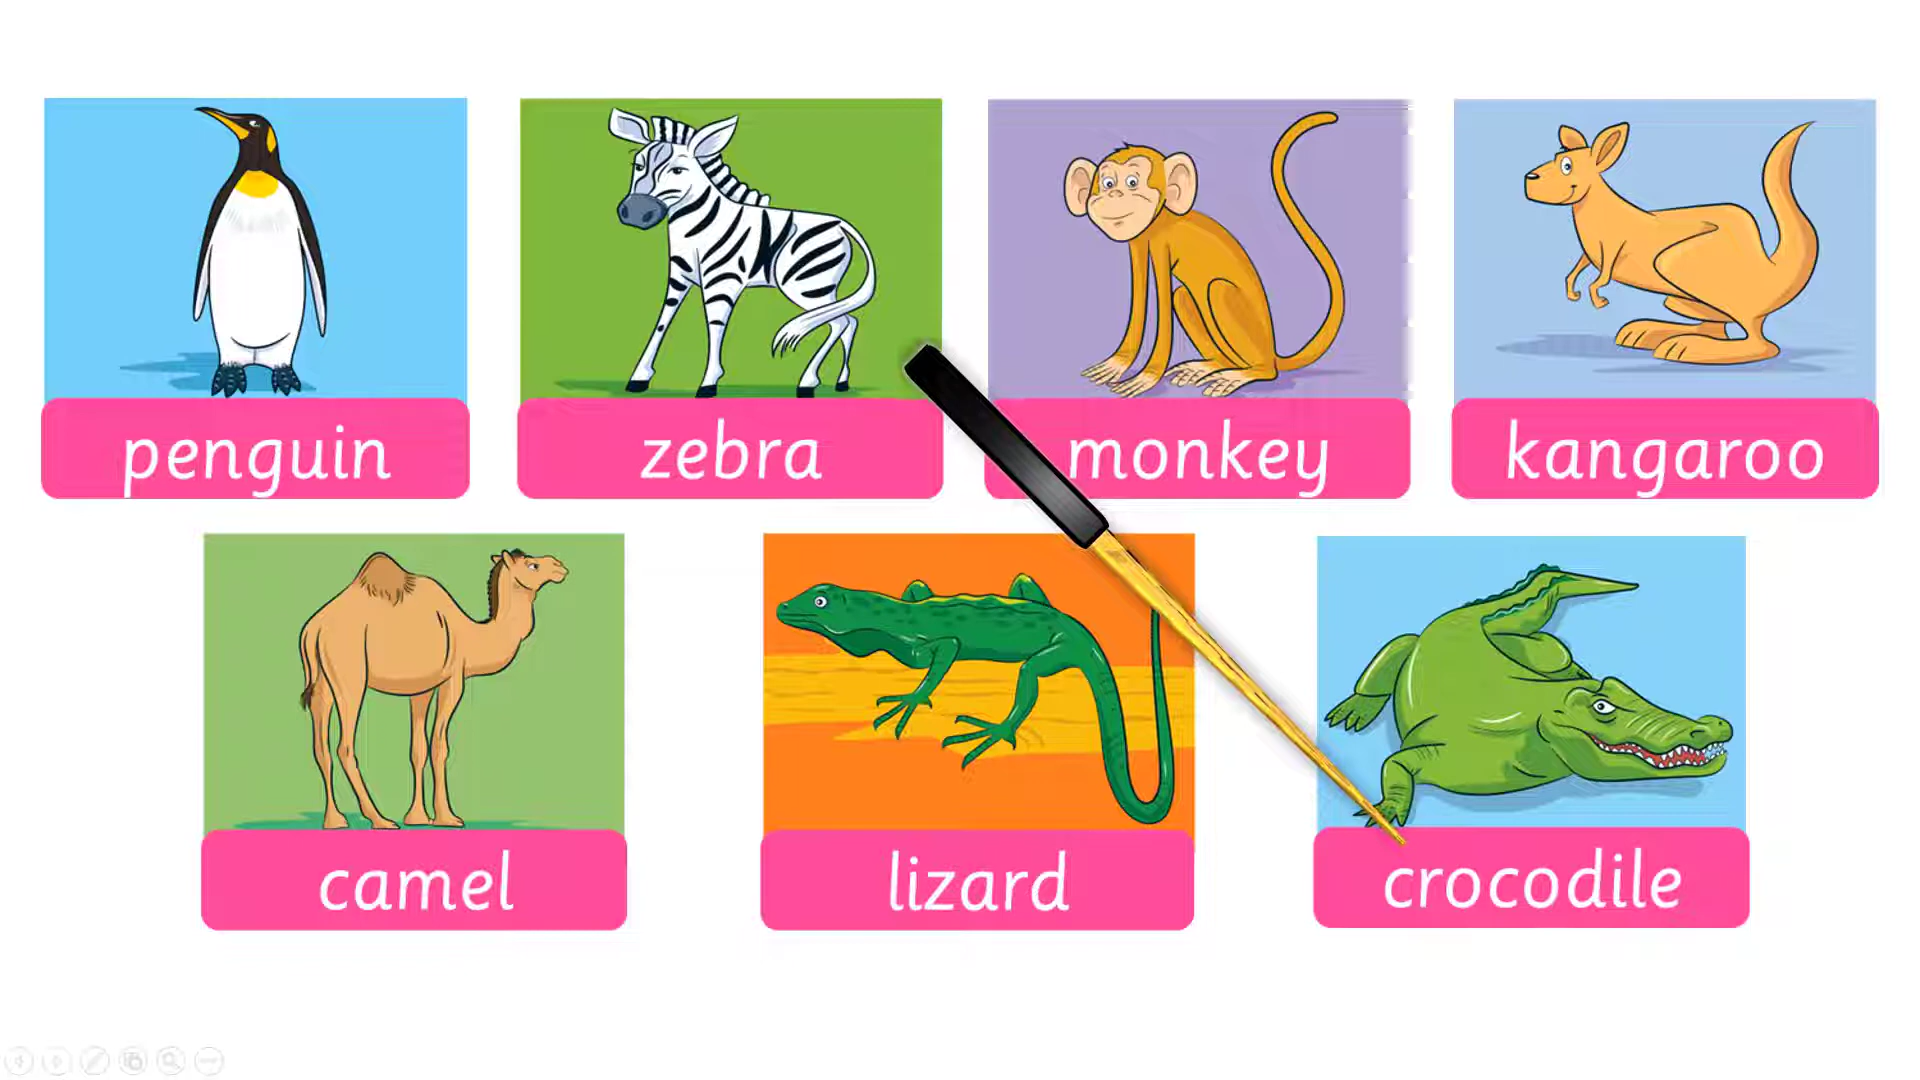 penguin
zebra
monkey
kangaroo
camel
lizard
crocodile